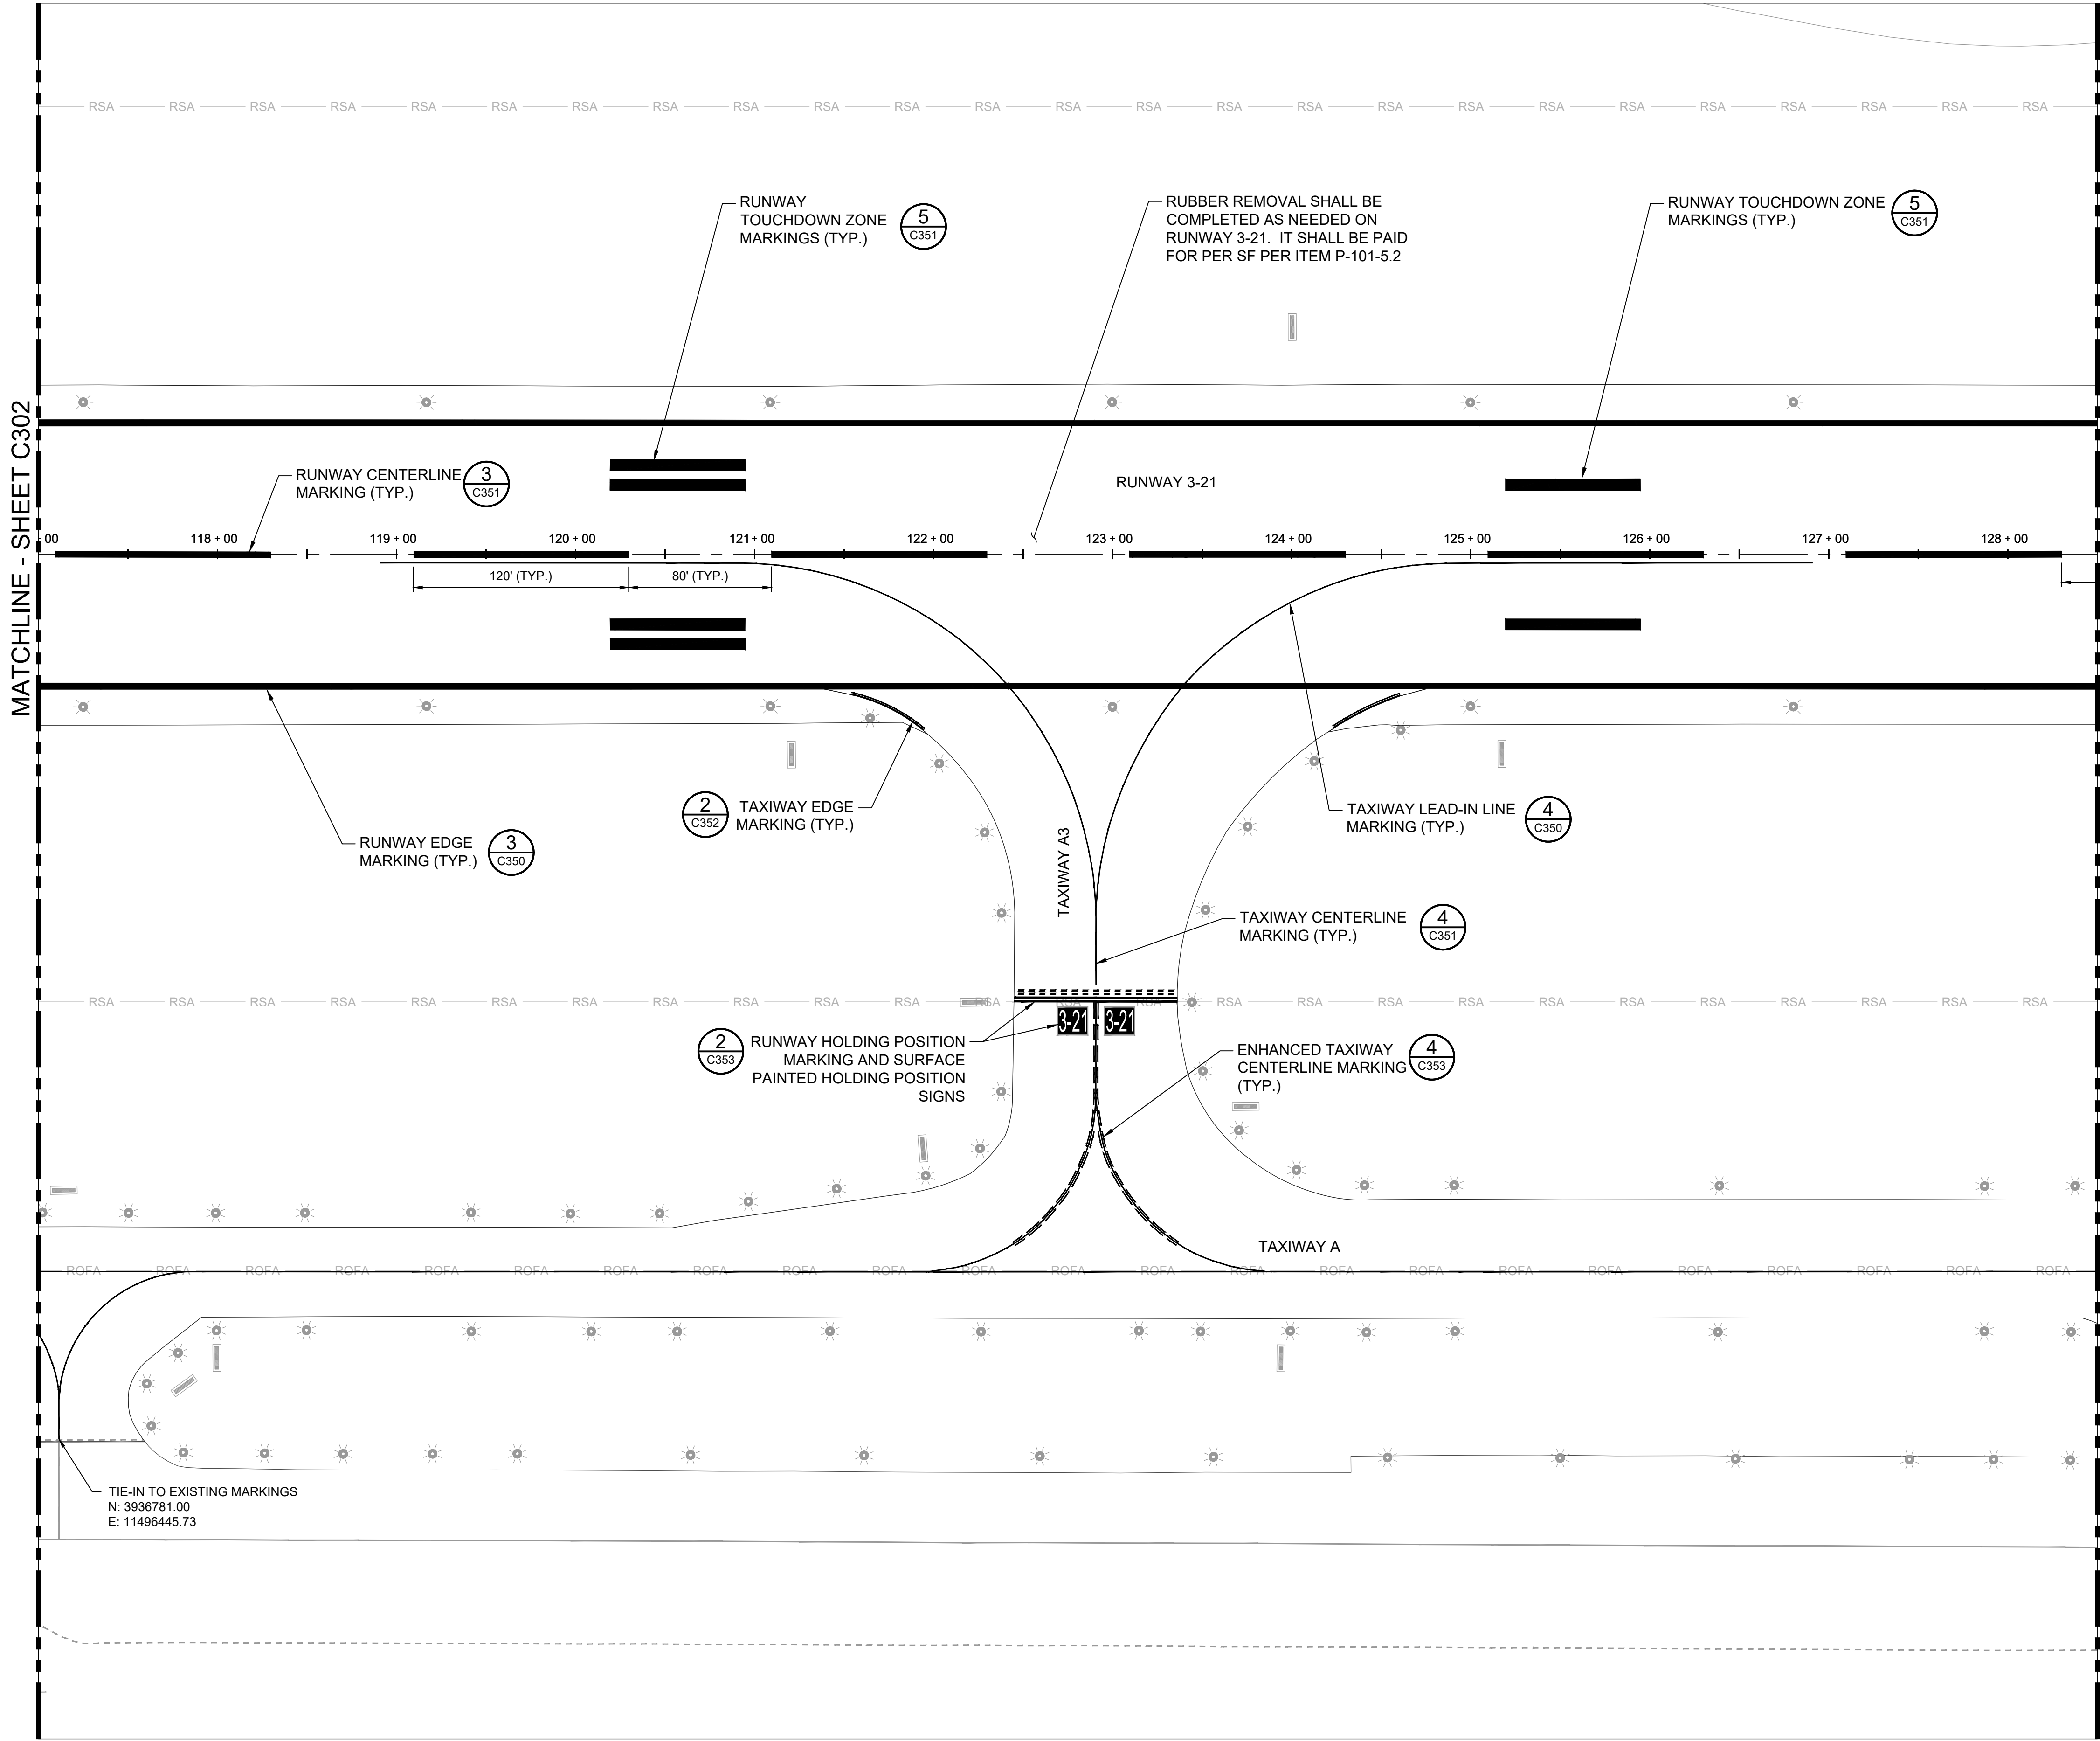 RSA RSA RSA RSA RSA RSA RSA RSA RSA RSA RSA RSA RSA RSA RSA RSA RSA RSA RSA RSA RSA RSA RSA RSA RSA
RUNWAY
TOUCHDOWN ZONE
MARKINGS (TYP.)
5
C351
RUBBER REMOVAL SHALL BE
COMPLETED AS NEEDED ON
RUNWAY 3-21. IT SHALL BE PAID
FOR PER SF PER ITEM P-101-5.2
RUNWAY TOUCHDOWN ZONE
MARKINGS (TYP.)
5
C351
MATCHLINE - SHEET C302
RUNWAY CENTERLINE
MARKING (TYP.)
3
C351
RUNWAY 3-21
00 118 + 00 119 + 00 120 + 00 121 + 00 122 + 00 123 + 00 124 + 00 125 + 00 126 + 00 127 + 00 128 + 00
120' (TYP.) 80' (TYP.)
2
C352
TAXIWAY EDGE
MARKING (TYP.)
RUNWAY EDGE
MARKING (TYP.)
3
C350
TAXIWAY A3
TAXIWAY LEAD-IN LINE
MARKING (TYP.)
4
C350
TAXIWAY CENTERLINE
MARKING (TYP.)
4
C351
RSA RSA RSA RSA RSA RSA RSA RSA RSA RSA RSA RSA RSA RSA RSA RSA RSA RSA RSA RSA RSA RSA RSA RSA RSA
3-21 3-21
2
C353
RUNWAY HOLDING POSITION
MARKING AND SURFACE
PAINTED HOLDING POSITION
SIGNS
ENHANCED TAXIWAY
CENTERLINE MARKING
(TYP.)
4
C353
TAXIWAY A
ROFA ROFA ROFA ROFA ROFA ROFA ROFA ROFA ROFA ROFA ROFA ROFA ROFA ROFA ROFA ROFA ROFA ROFA ROFA ROFA ROFA ROFA ROFA
TIE-IN TO EXISTING MARKINGS
N: 3936781.00
E: 11496445.73